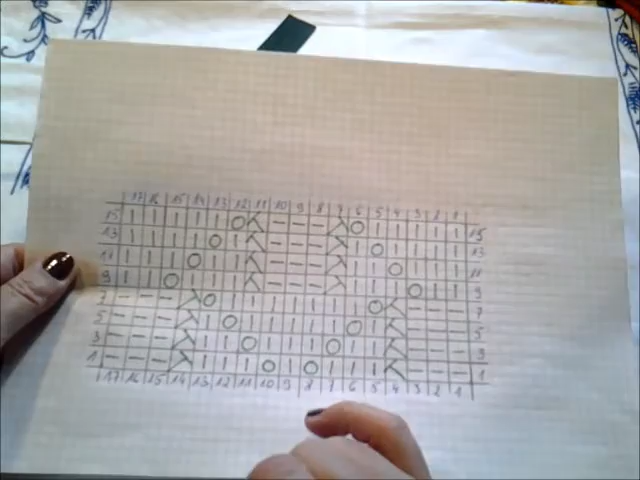 17 16 15 14 13 12 11 10 9 8 7 6 5 4 3 2 1
15 | | | | | | O — — — O | | | | | 15
13 | | | | | O | — — — | O | | | | 13
11 | | | | O | | — — — | | O | | | 11
9 | | | O | | | — — — | | | O | | 9
7 — — — O | | | | | | | O — — — 7
5 — — — | O | | | | | O | — — — 5
3 — — — | | O | | | O | | — — — 3
1 — — — | | | O | O | | | — — — 1
17 16 15 14 13 12 11 10 9 8 7 6 5 4 3 2 1